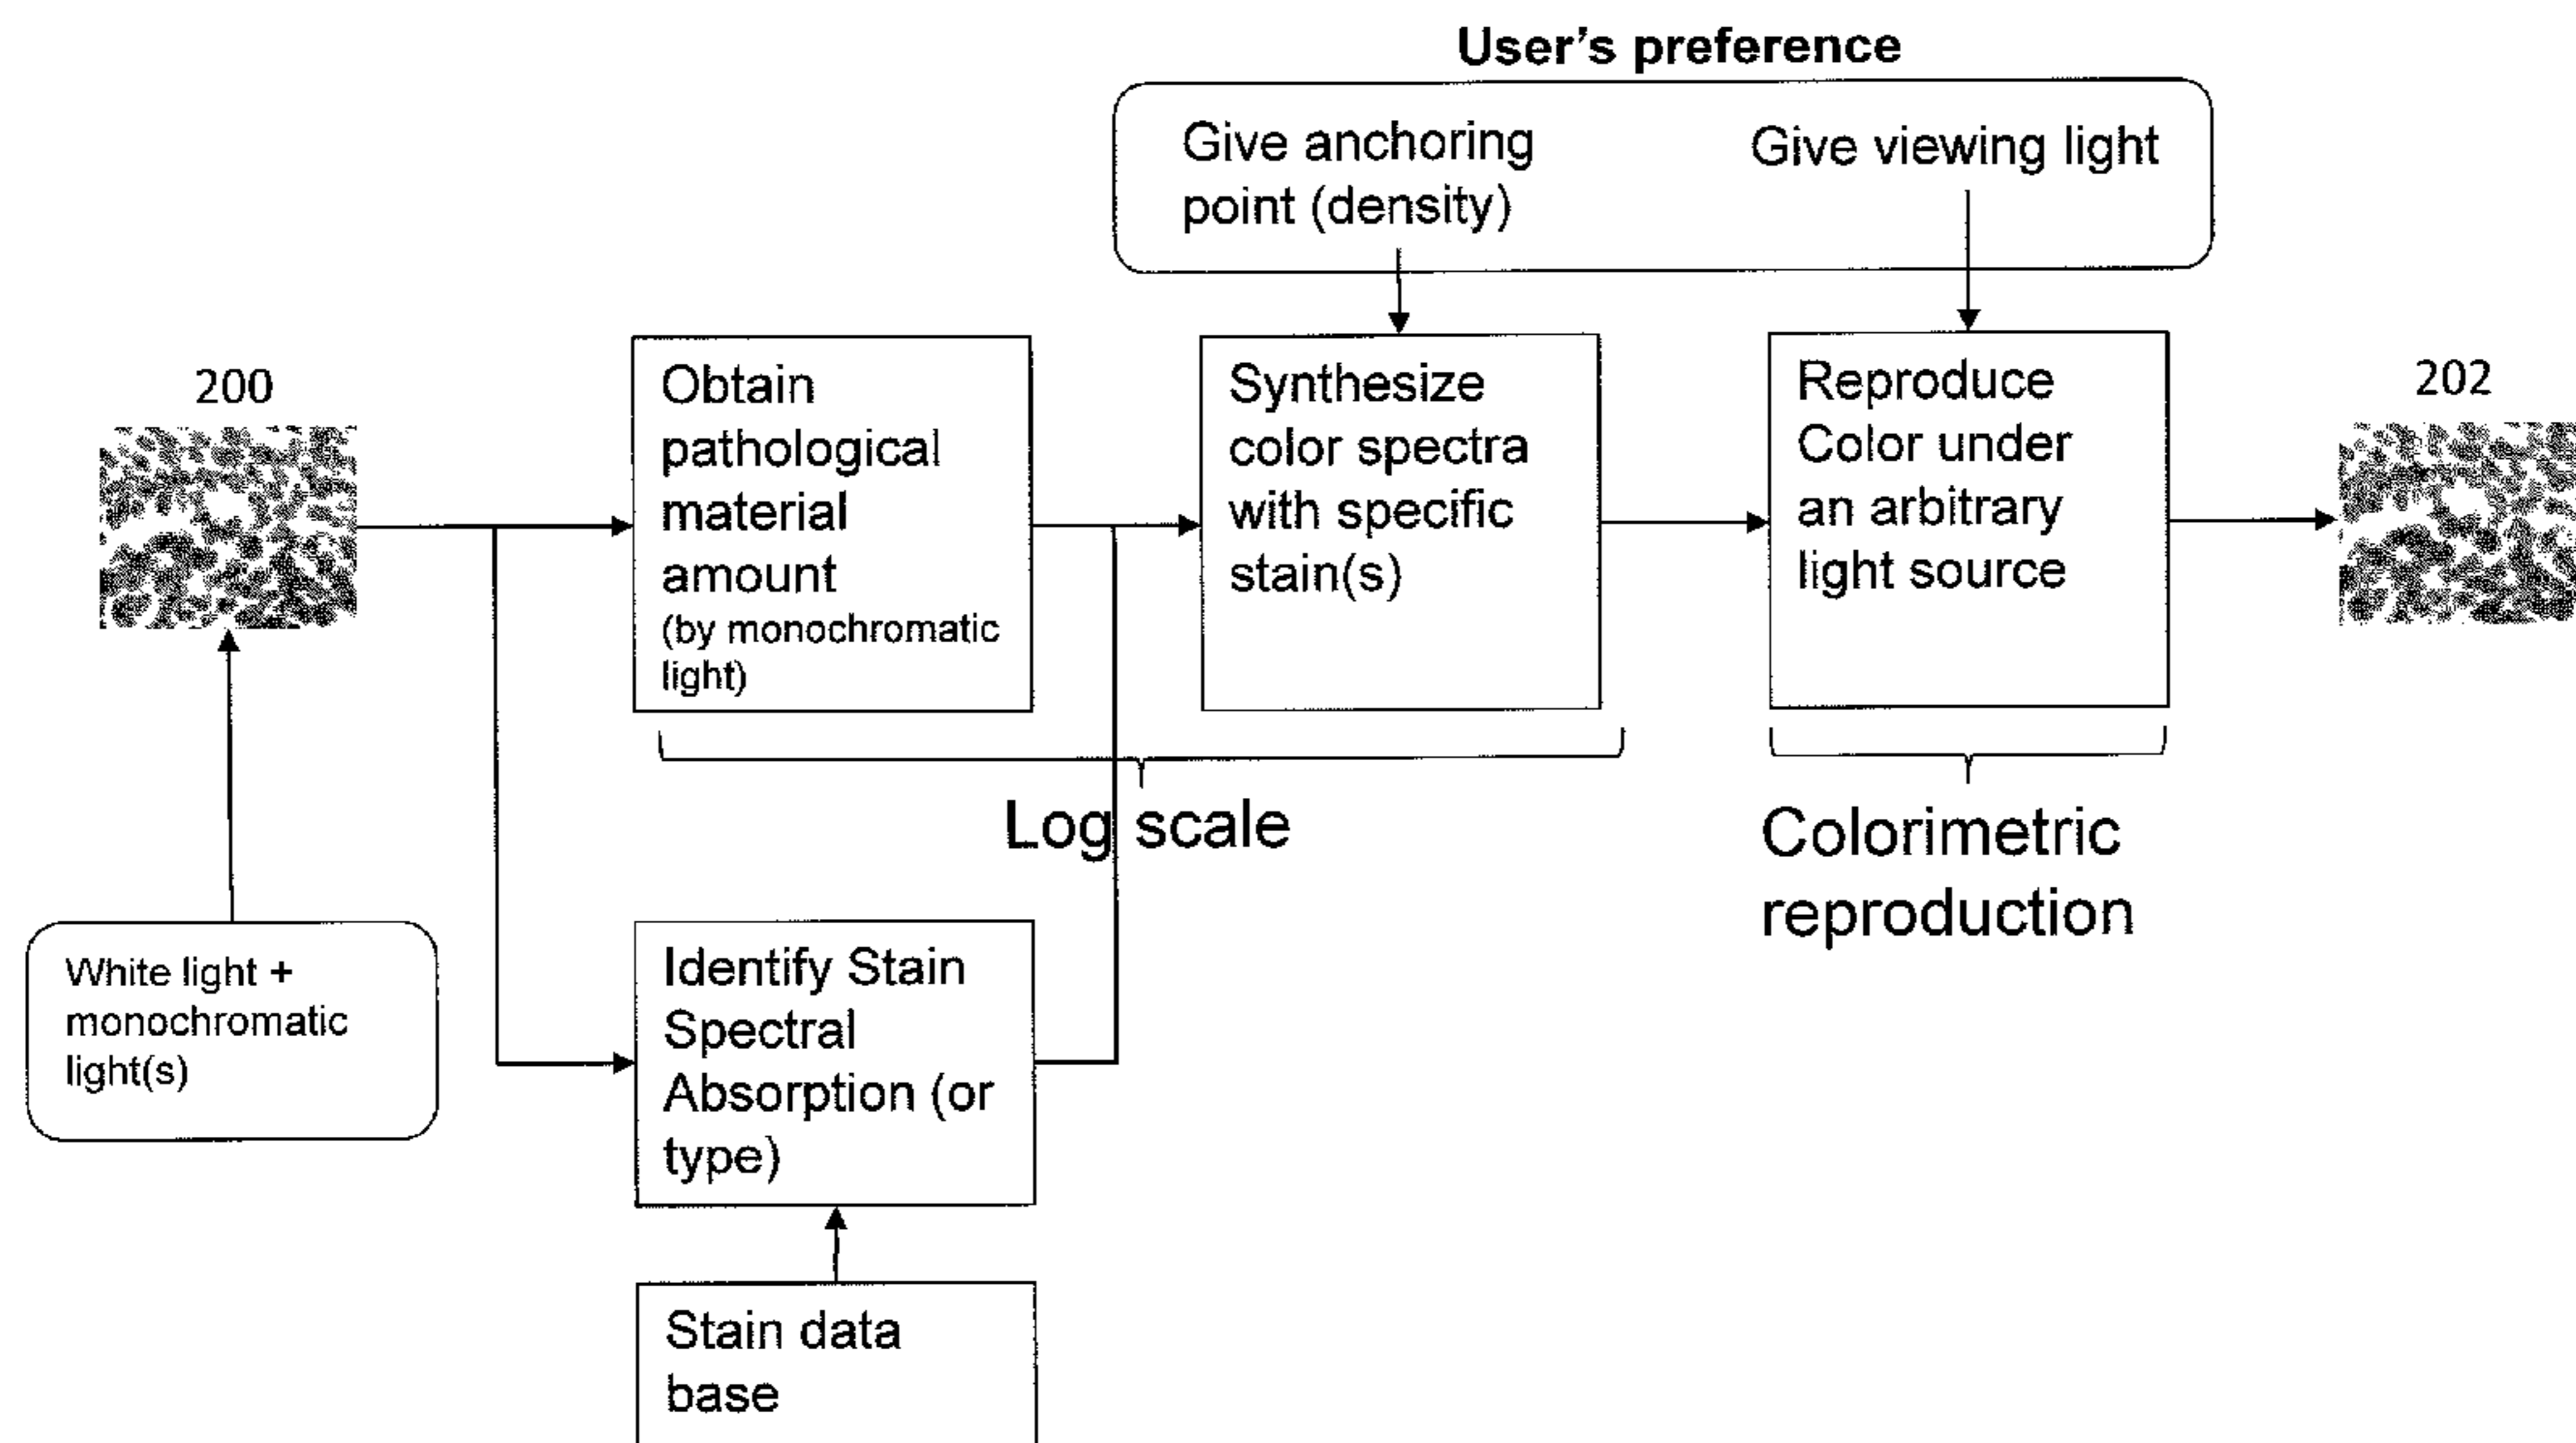 User's preference
Give anchoring
point (density)
Give viewing light
200
Obtain
pathological
material
amount
(by monochromatic
light)
Synthesize
color spectra
with specific
stain(s)
Reproduce
Color under
an arbitrary
light source
202
Log scale
Colorimetric
reproduction
White light +
monochromatic
light(s)
Identify Stain
Spectral
Absorption (or
type)
Stain data
base